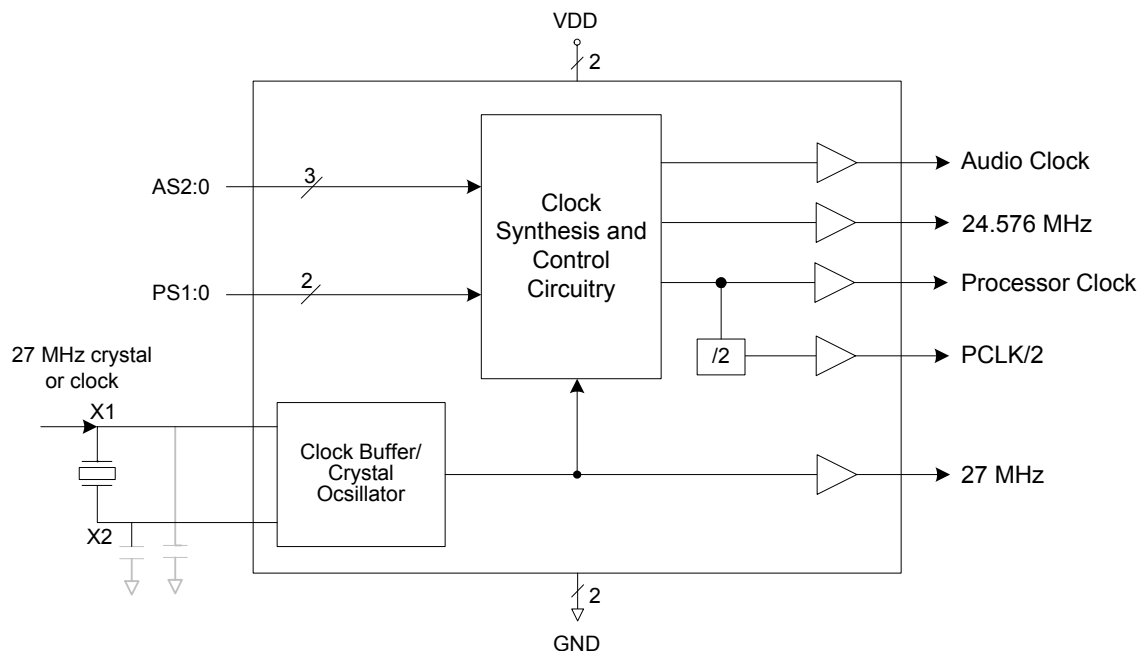 VDD
2
AS2:0
3
PS1:0
2
Clock
Synthesis and
Control
Circuitry
Audio Clock
24.576 MHz
Processor Clock
/2
PCLK/2
27 MHz crystal
or clock
X1
X2
Clock Buffer/
Crystal
Ocsillator
27 MHz
2
GND